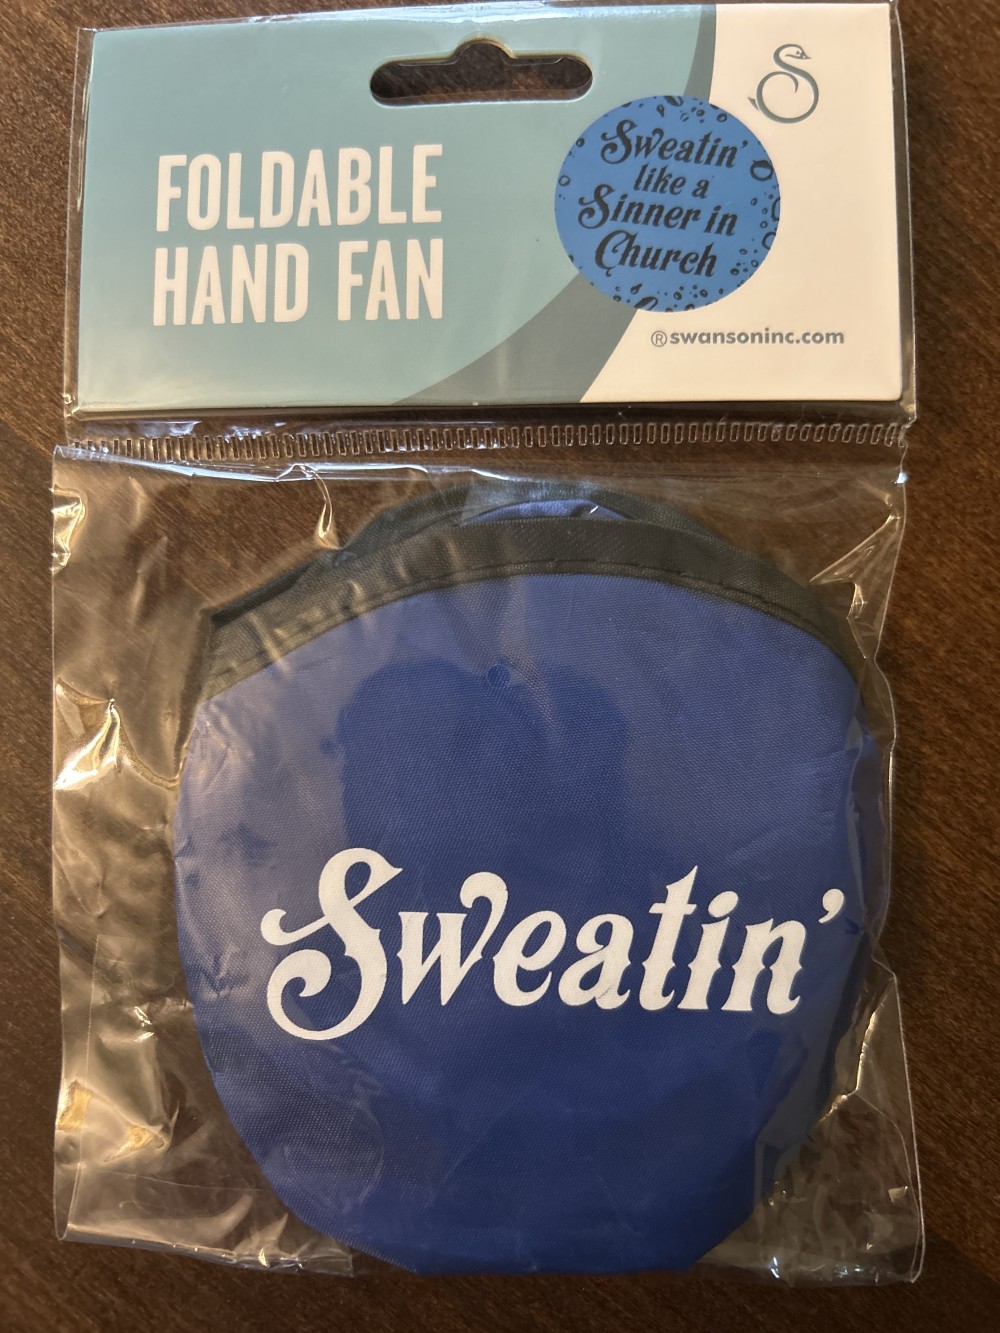 FOLDABLE
HAND FAN
Sweatin'
like a
Sinner in
Church
®swansoninc.com
Sweatin'